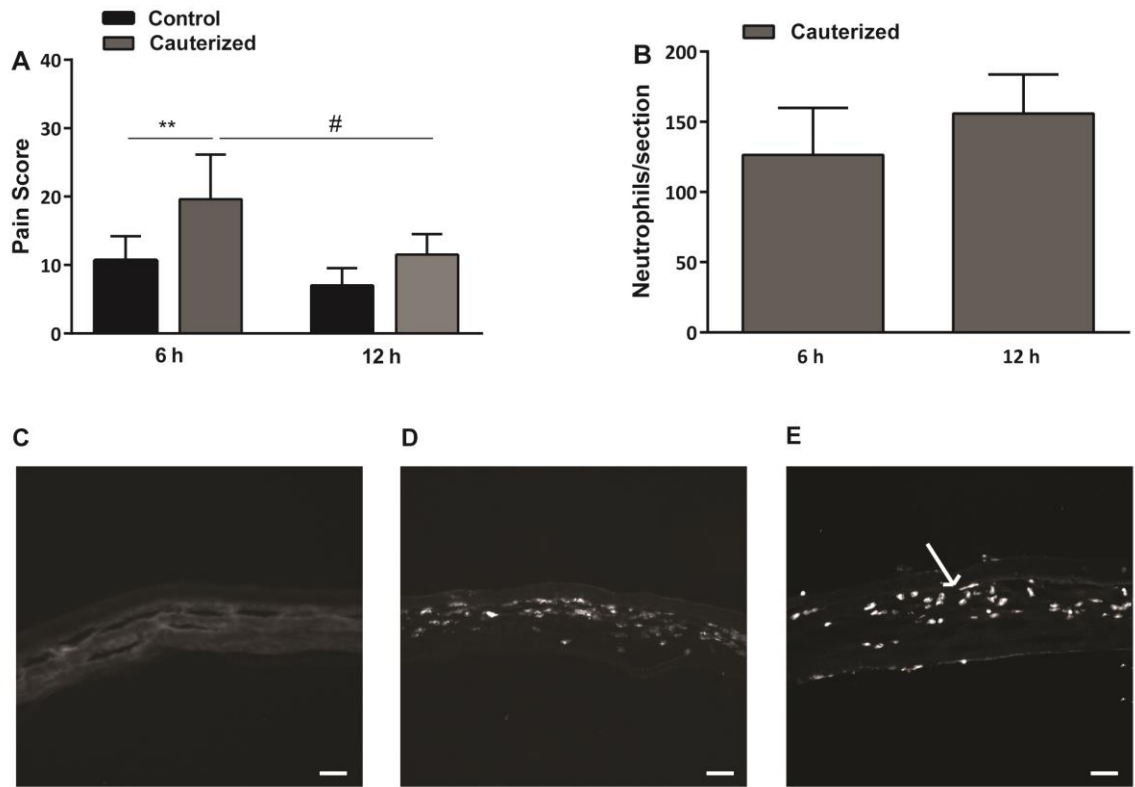 Control
Cauterized
A
40
30
20
10
0
Pain Score
**
#
6 h
12 h
Cauterized
B
200
150
100
50
0
Neutrophils/section
6 h
12 h
C
D
E